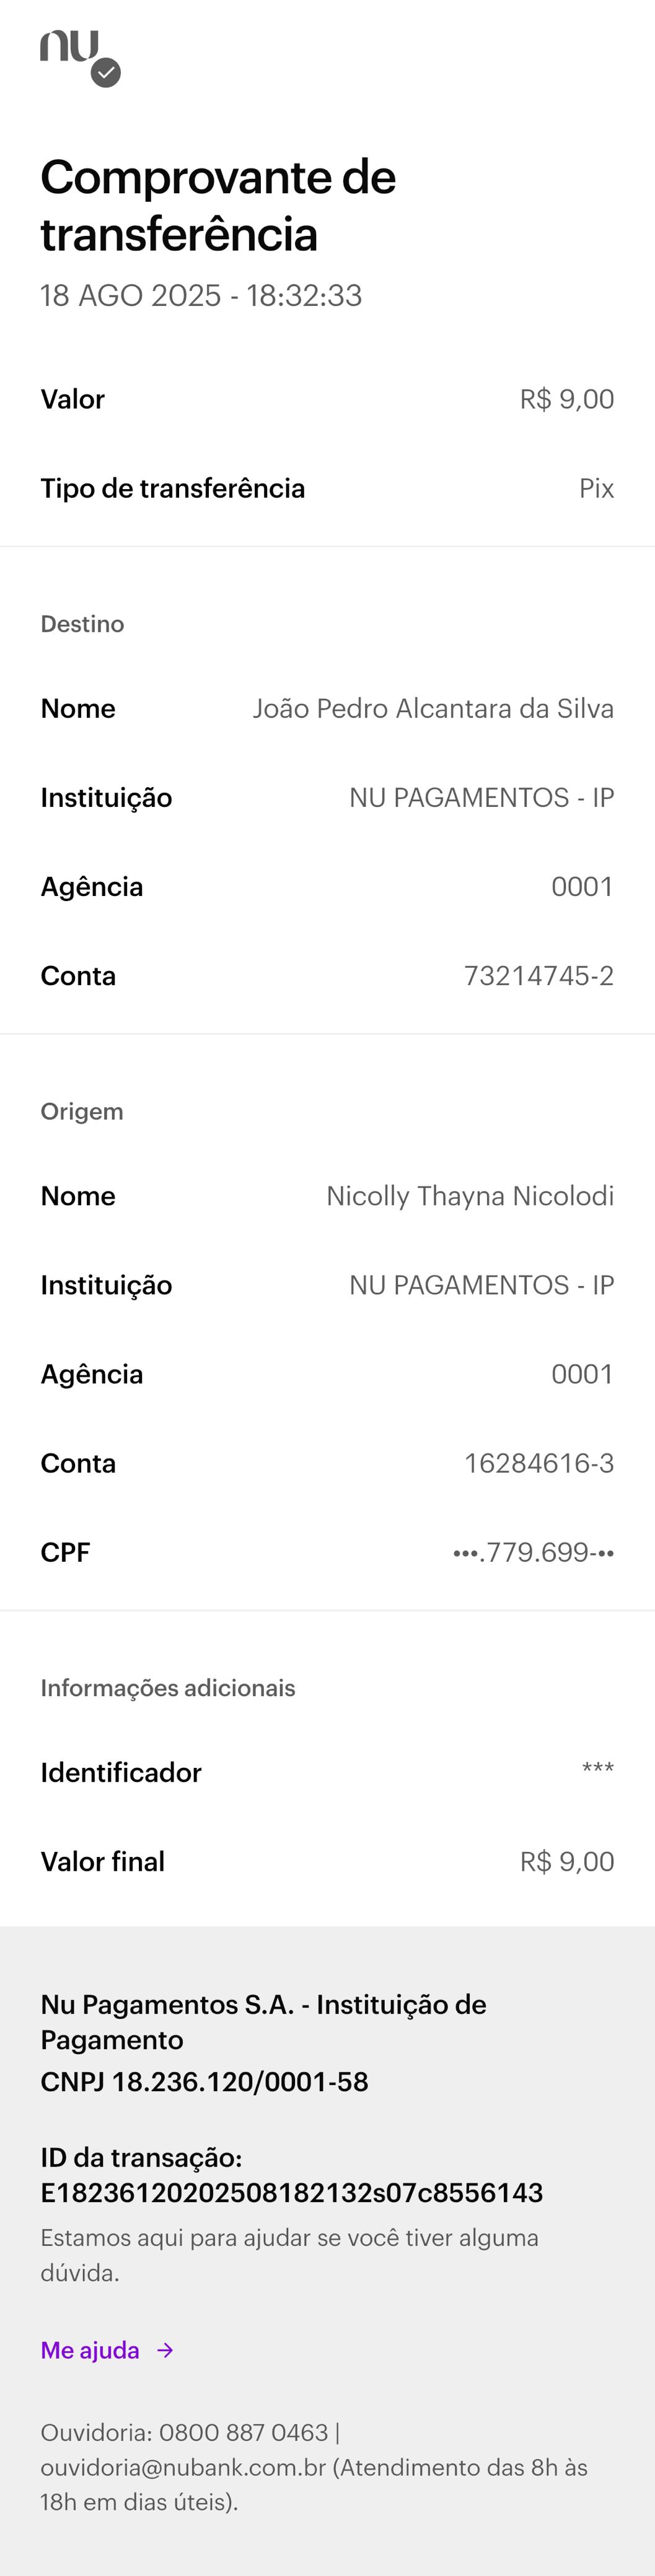 nu
Comprovante de
transferência
18 AGO 2025 - 18:32:33
Valor R$ 9,00
Tipo de transferência Pix
Destino
Nome João Pedro Alcantara da Silva
Instituição NU PAGAMENTOS - IP
Agência 0001
Conta 73214745-2
Origem
Nome Nicolly Thayna Nicolodi
Instituição NU PAGAMENTOS - IP
Agência 0001
Conta 16284616-3
CPF •••.779.699-••
Informações adicionais
Identificador ***
Valor final R$ 9,00
Nu Pagamentos S.A. - Instituição de
Pagamento
CNPJ 18.236.120/0001-58
ID da transação:
E18236120202508182132s07c8556143
Estamos aqui para ajudar se você tiver alguma
dúvida.
Me ajuda →
Ouvidoria: 0800 887 0463 |
ouvidoria@nubank.com.br (Atendimento das 8h às
18h em dias úteis).